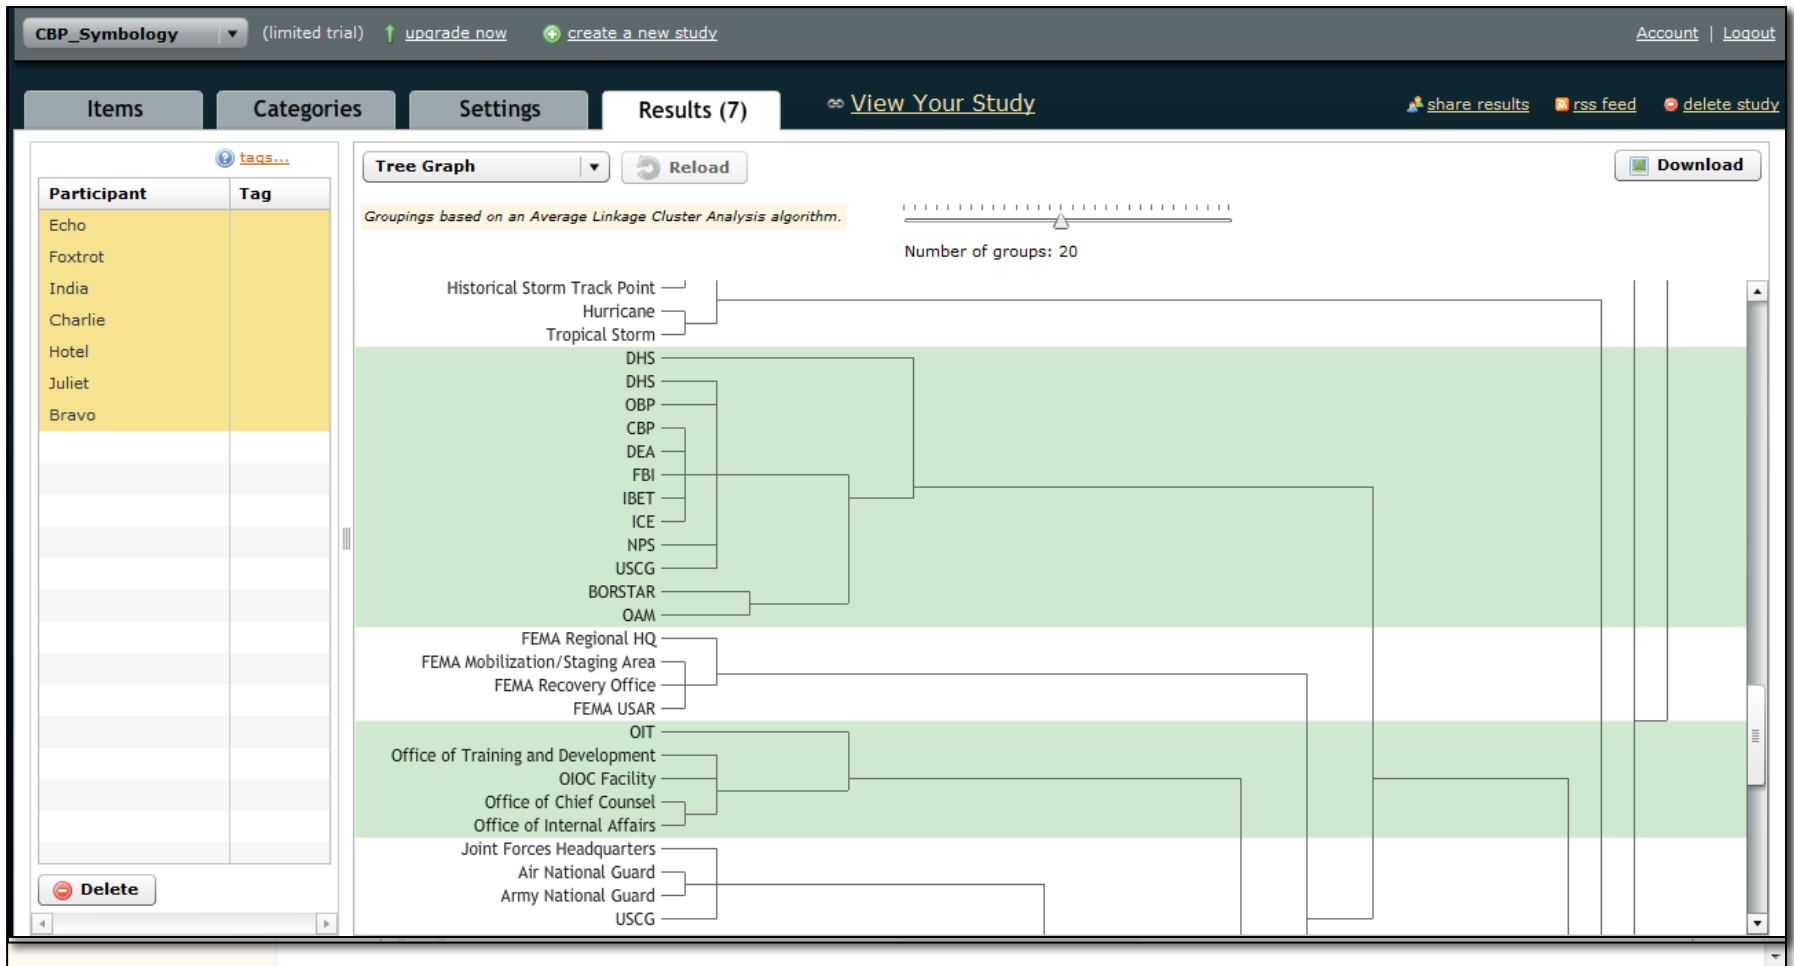 CBP_Symbology (limited trial) upgrade now create a new study Account | Logout
Items Categories Settings Results (7) View Your Study share results rss feed delete study
tags...
Participant Tag
Echo
Foxtrot
India
Charlie
Hotel
Juliet
Bravo
Delete
Tree Graph Reload Download
Groupings based on an Average Linkage Cluster Analysis algorithm.
Number of groups: 20
Historical Storm Track Point
Hurricane
Tropical Storm
DHS
DHS
OBP
CBP
DEA
FBI
IBET
ICE
NPS
USCG
BORSTAR
OAM
FEMA Regional HQ
FEMA Mobilization/Staging Area
FEMA Recovery Office
FEMA USAR
OIT
Office of Training and Development
OIOC Facility
Office of Chief Counsel
Office of Internal Affairs
Joint Forces Headquarters
Air National Guard
Army National Guard
USCG